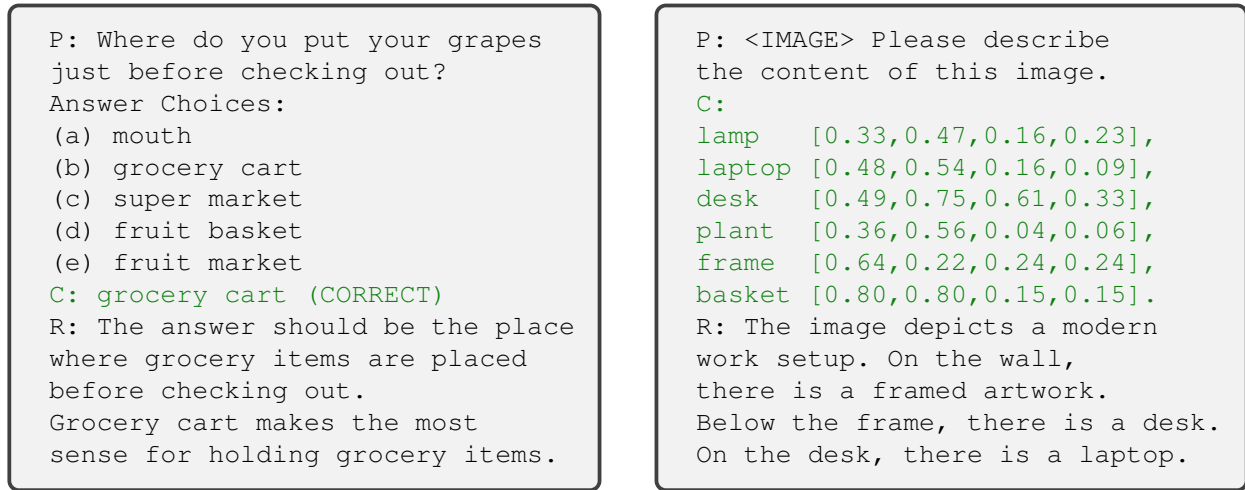 P: Where do you put your grapes
just before checking out?
Answer Choices:
(a) mouth
(b) grocery cart
(c) super market
(d) fruit basket
(e) fruit market
C: grocery cart (CORRECT)
R: The answer should be the place
where grocery items are placed
before checking out.
Grocery cart makes the most
sense for holding grocery items.
P: <IMAGE> Please describe
the content of this image.
C:
lamp [0.33,0.47,0.16,0.23],
laptop [0.48,0.54,0.16,0.09],
desk [0.49,0.75,0.61,0.33],
plant [0.36,0.56,0.04,0.06],
frame [0.64,0.22,0.24,0.24],
basket [0.80,0.80,0.15,0.15].
R: The image depicts a modern
work setup. On the wall,
there is a framed artwork.
Below the frame, there is a desk.
On the desk, there is a laptop.